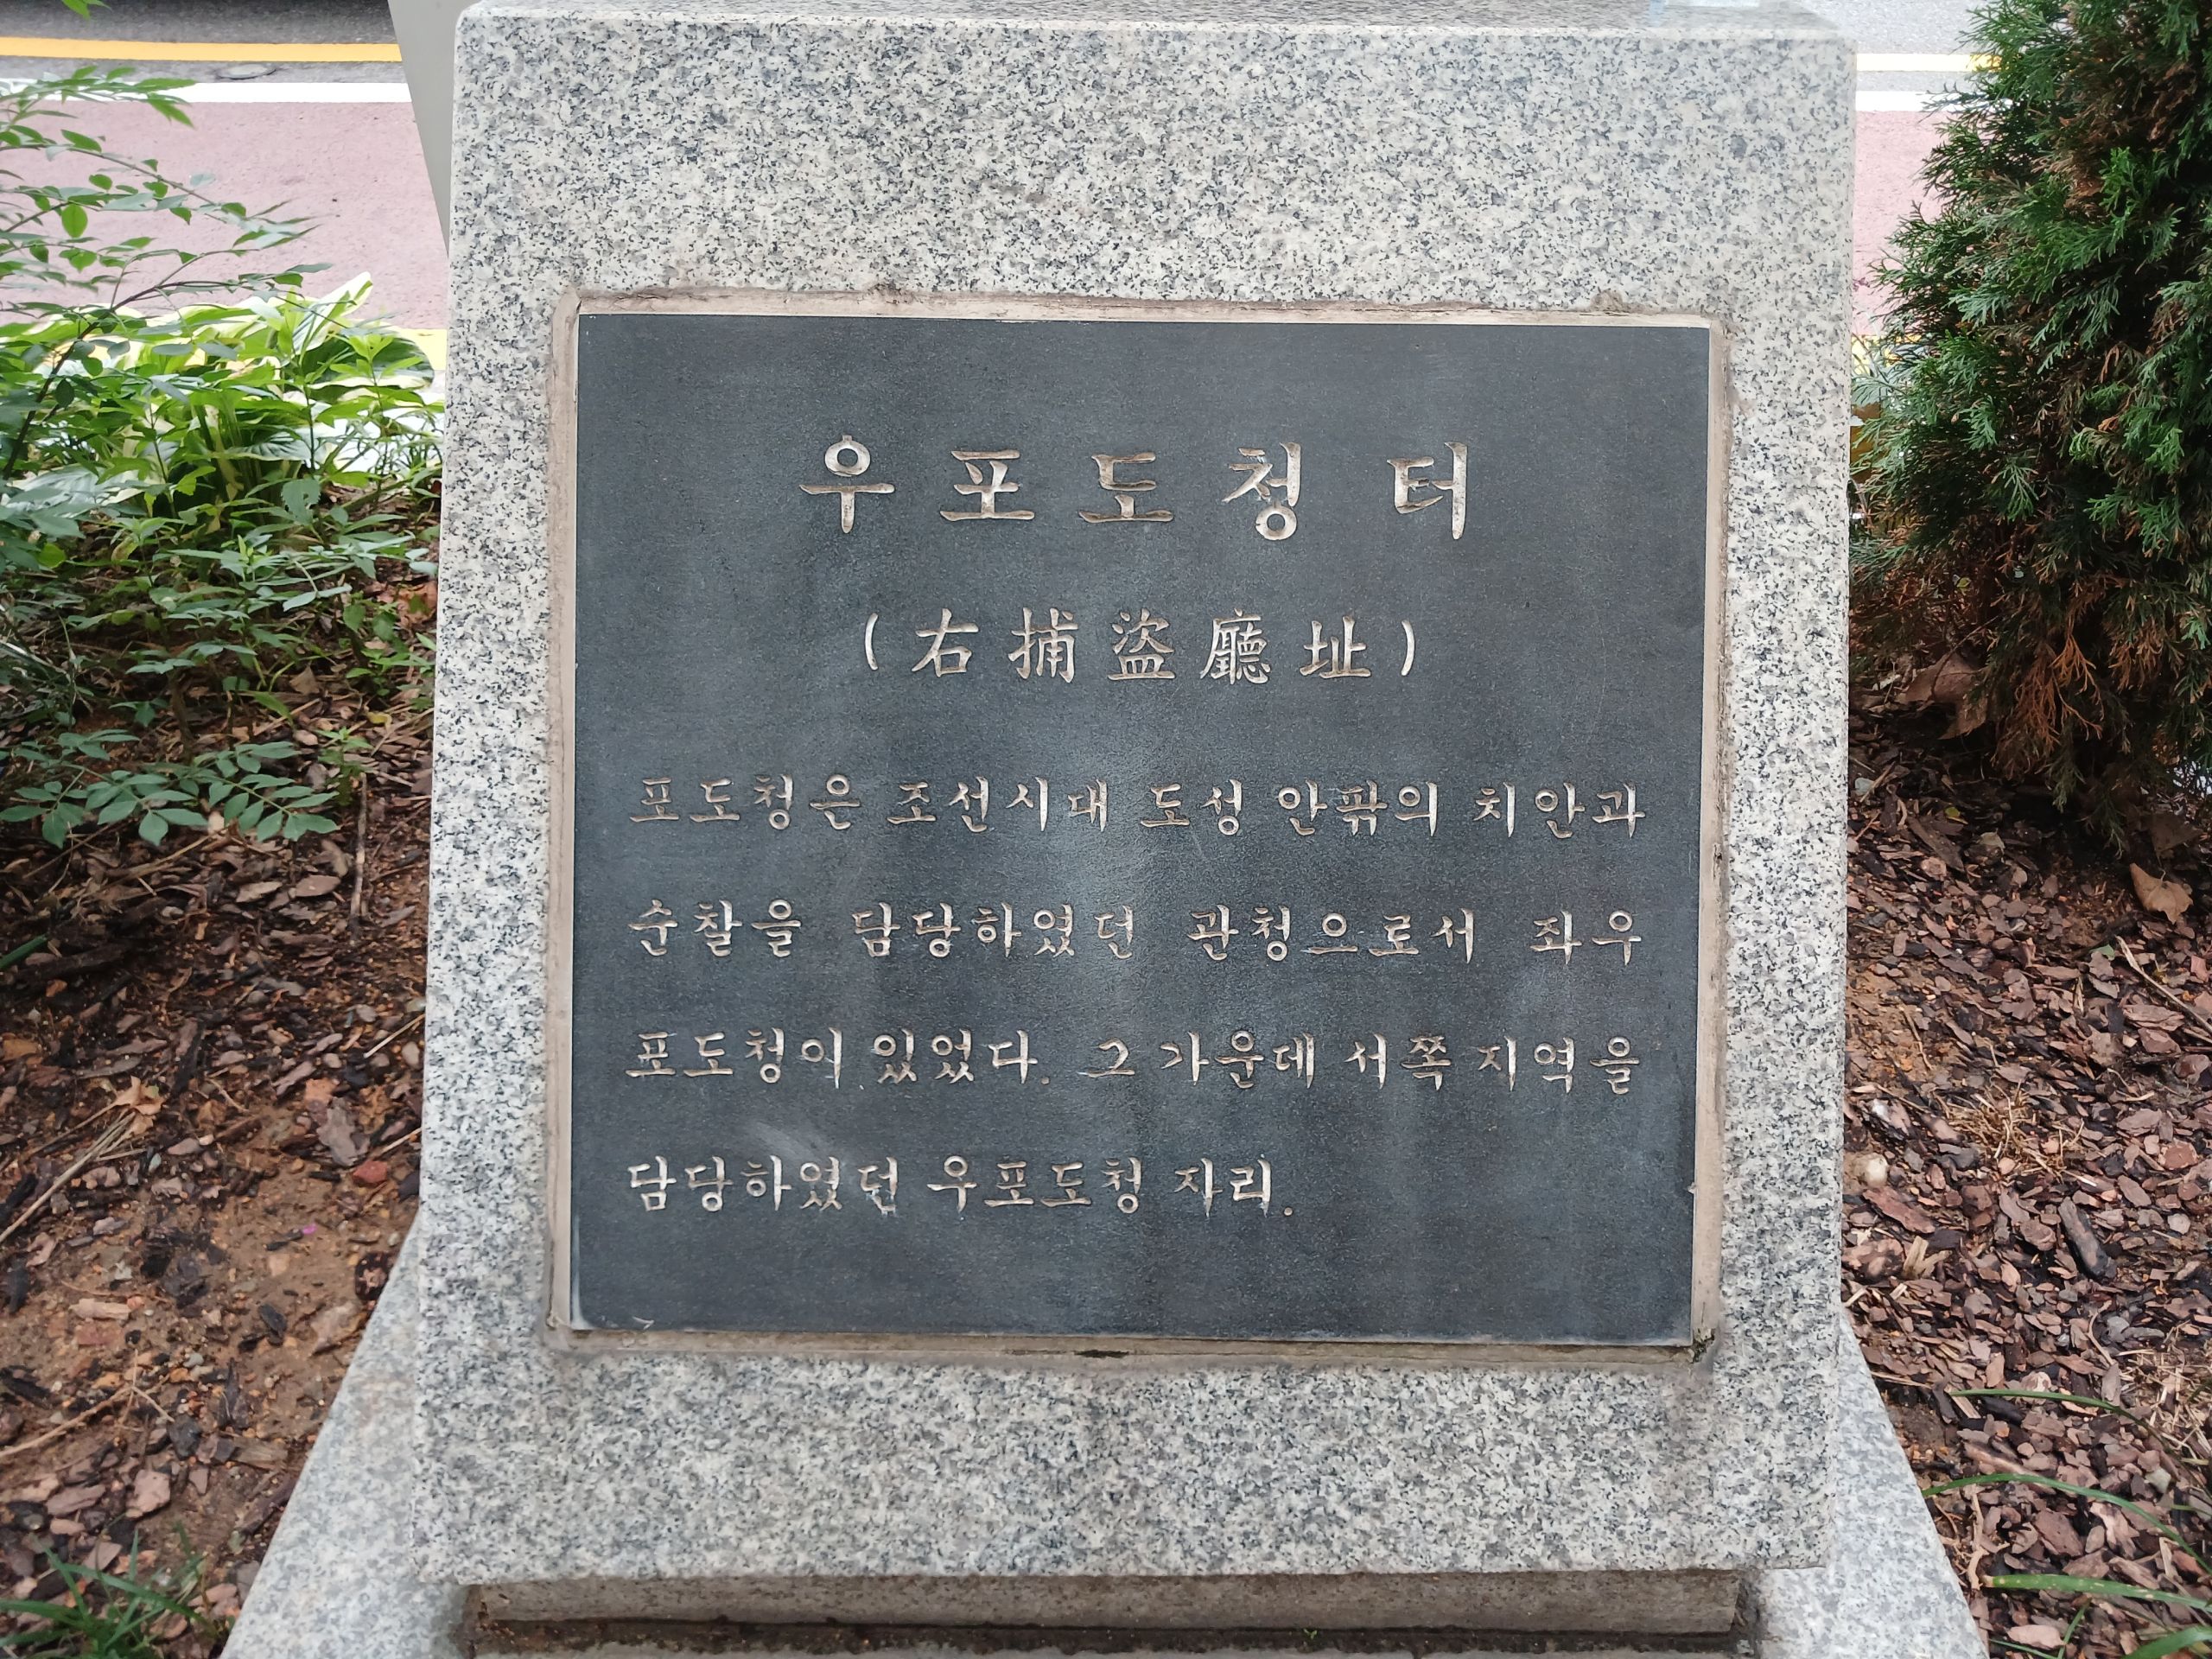 우포도청 터
(右捕盜廳址)
포도청은 조선시대 도성 안팎의 치안과
순찰을 담당하였던 관청으로서 좌우
포도청이 있었다. 그 가운데 서쪽 지역을
담당하였던 우포도청 자리.